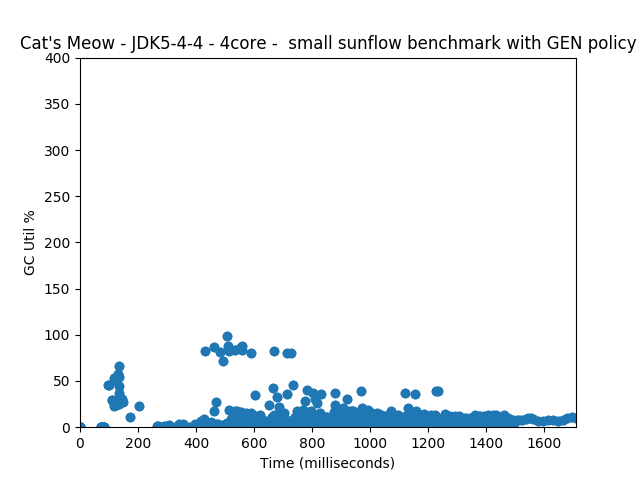 Cat's Meow - JDK5-4-4 - 4core -  small sunflow benchmark with GEN policy
400
350
300
250
200
150
100
50
0
GC Util %
0 200 400 600 800 1000 1200 1400 1600
Time (milliseconds)